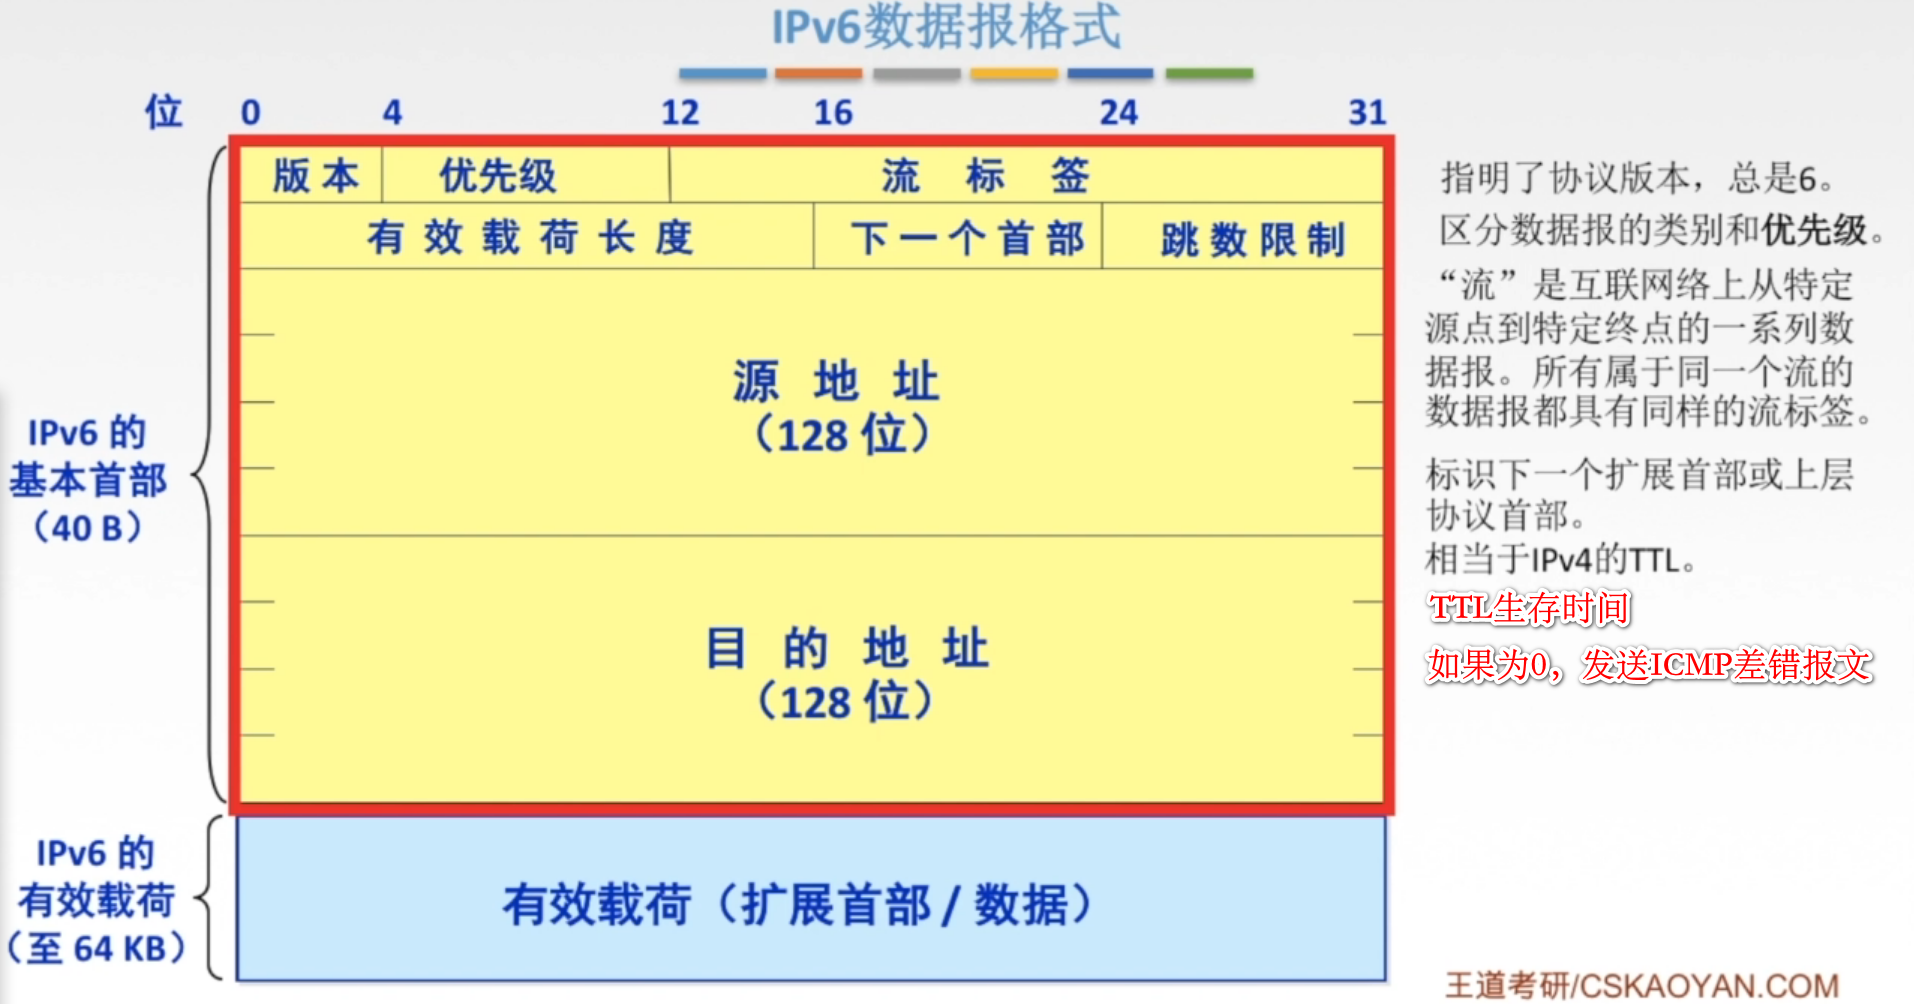 IPv6数据报格式
位 0 4 12 16 24 31
版本 优先级 流标签
有效载荷长度 下一个首部 跳数限制
源地址
（128 位）
目的地址
（128 位）
IPv6 的
基本首部
（40 B）
IPv6 的
有效载荷
（至 64 KB）
有效载荷（扩展首部 / 数据）
指明了协议版本，总是6。
区分数据报的类别和优先级。
“流”是互联网络上从特定
源点到特定终点的一系列数
据报。所有属于同一个流的
数据报都具有同样的流标签。
标识下一个扩展首部或上层
协议首部。
相当于IPv4的TTL。
TTL生存时间
如果为0，发送ICMP差错报文
王道考研/CSKAOYAN.COM